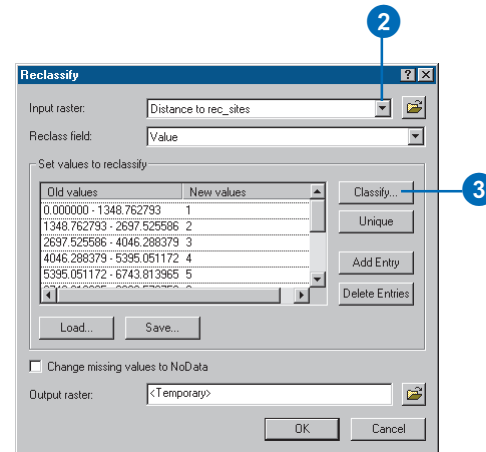 2
Reclassify
Input raster: Distance to rec_sites
Reclass field: Value
Set values to reclassify
Old values New values
0.000000 - 1348.762793 1
1348.762793 - 2697.525586 2
2697.525586 - 4046.288379 3
4046.288379 - 5395.051172 4
5395.051172 - 6743.813965 5
Classify... 3
Unique
Add Entry
Delete Entries
Load... Save...
Change missing values to NoData
Output raster: <Temporary>
OK Cancel